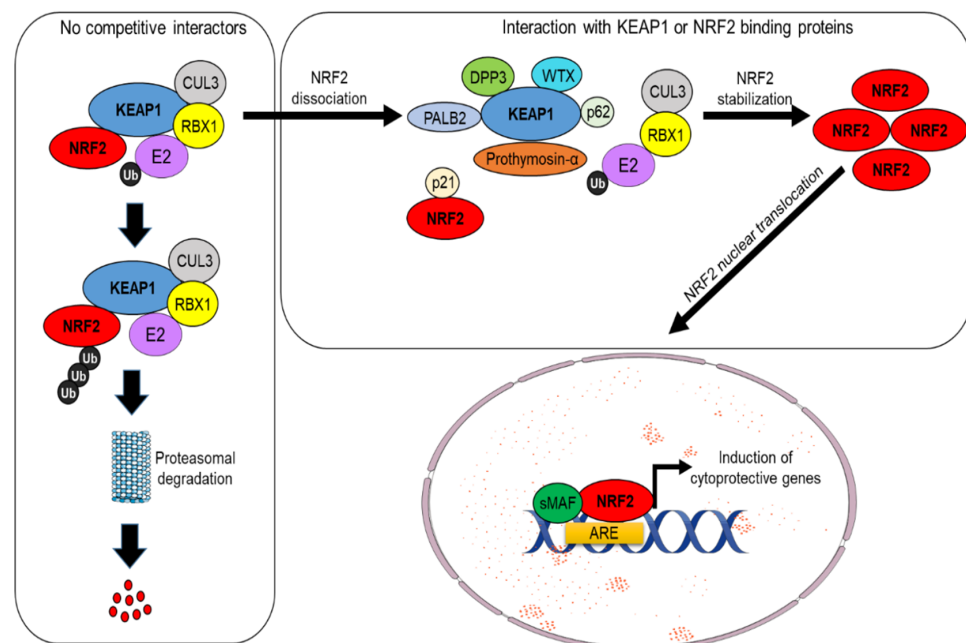 No competitive interactors
CUL3
KEAP1
RBX1
NRF2
E2
Ub
CUL3
KEAP1
RBX1
NRF2
E2
Ub
Ub
Ub
Proteasomal
degradation
Interaction with KEAP1 or NRF2 binding proteins
NRF2
dissociation
DPP3
WTX
PALB2
KEAP1
p62
Prothymosin-α
CUL3
RBX1
E2
Ub
p21
NRF2
NRF2
stabilization
NRF2
NRF2
NRF2
NRF2
NRF2 nuclear translocation
Induction of
cytoprotective genes
sMAF
NRF2
ARE